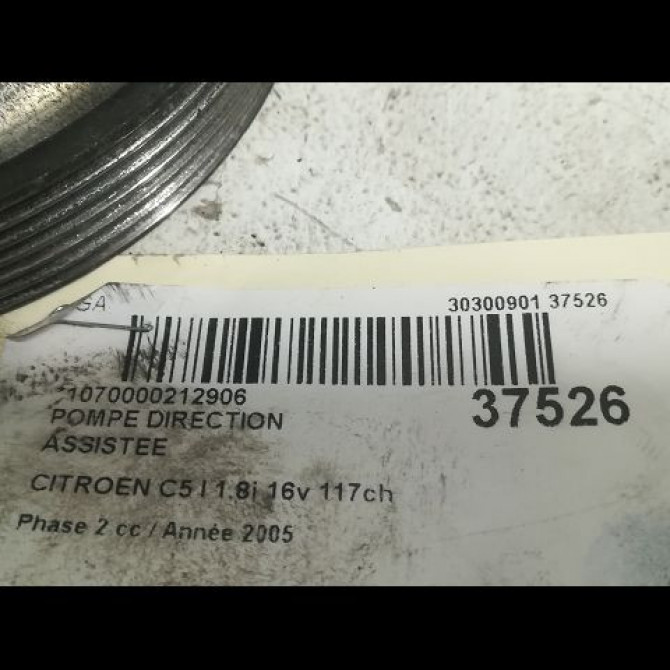 30300901 37526
1070000212906
37526
POMPE DIRECTION
ASSISTEE
CITROEN C5 I 1.8i 16v 117ch
Phase 2 cc / Année 2005